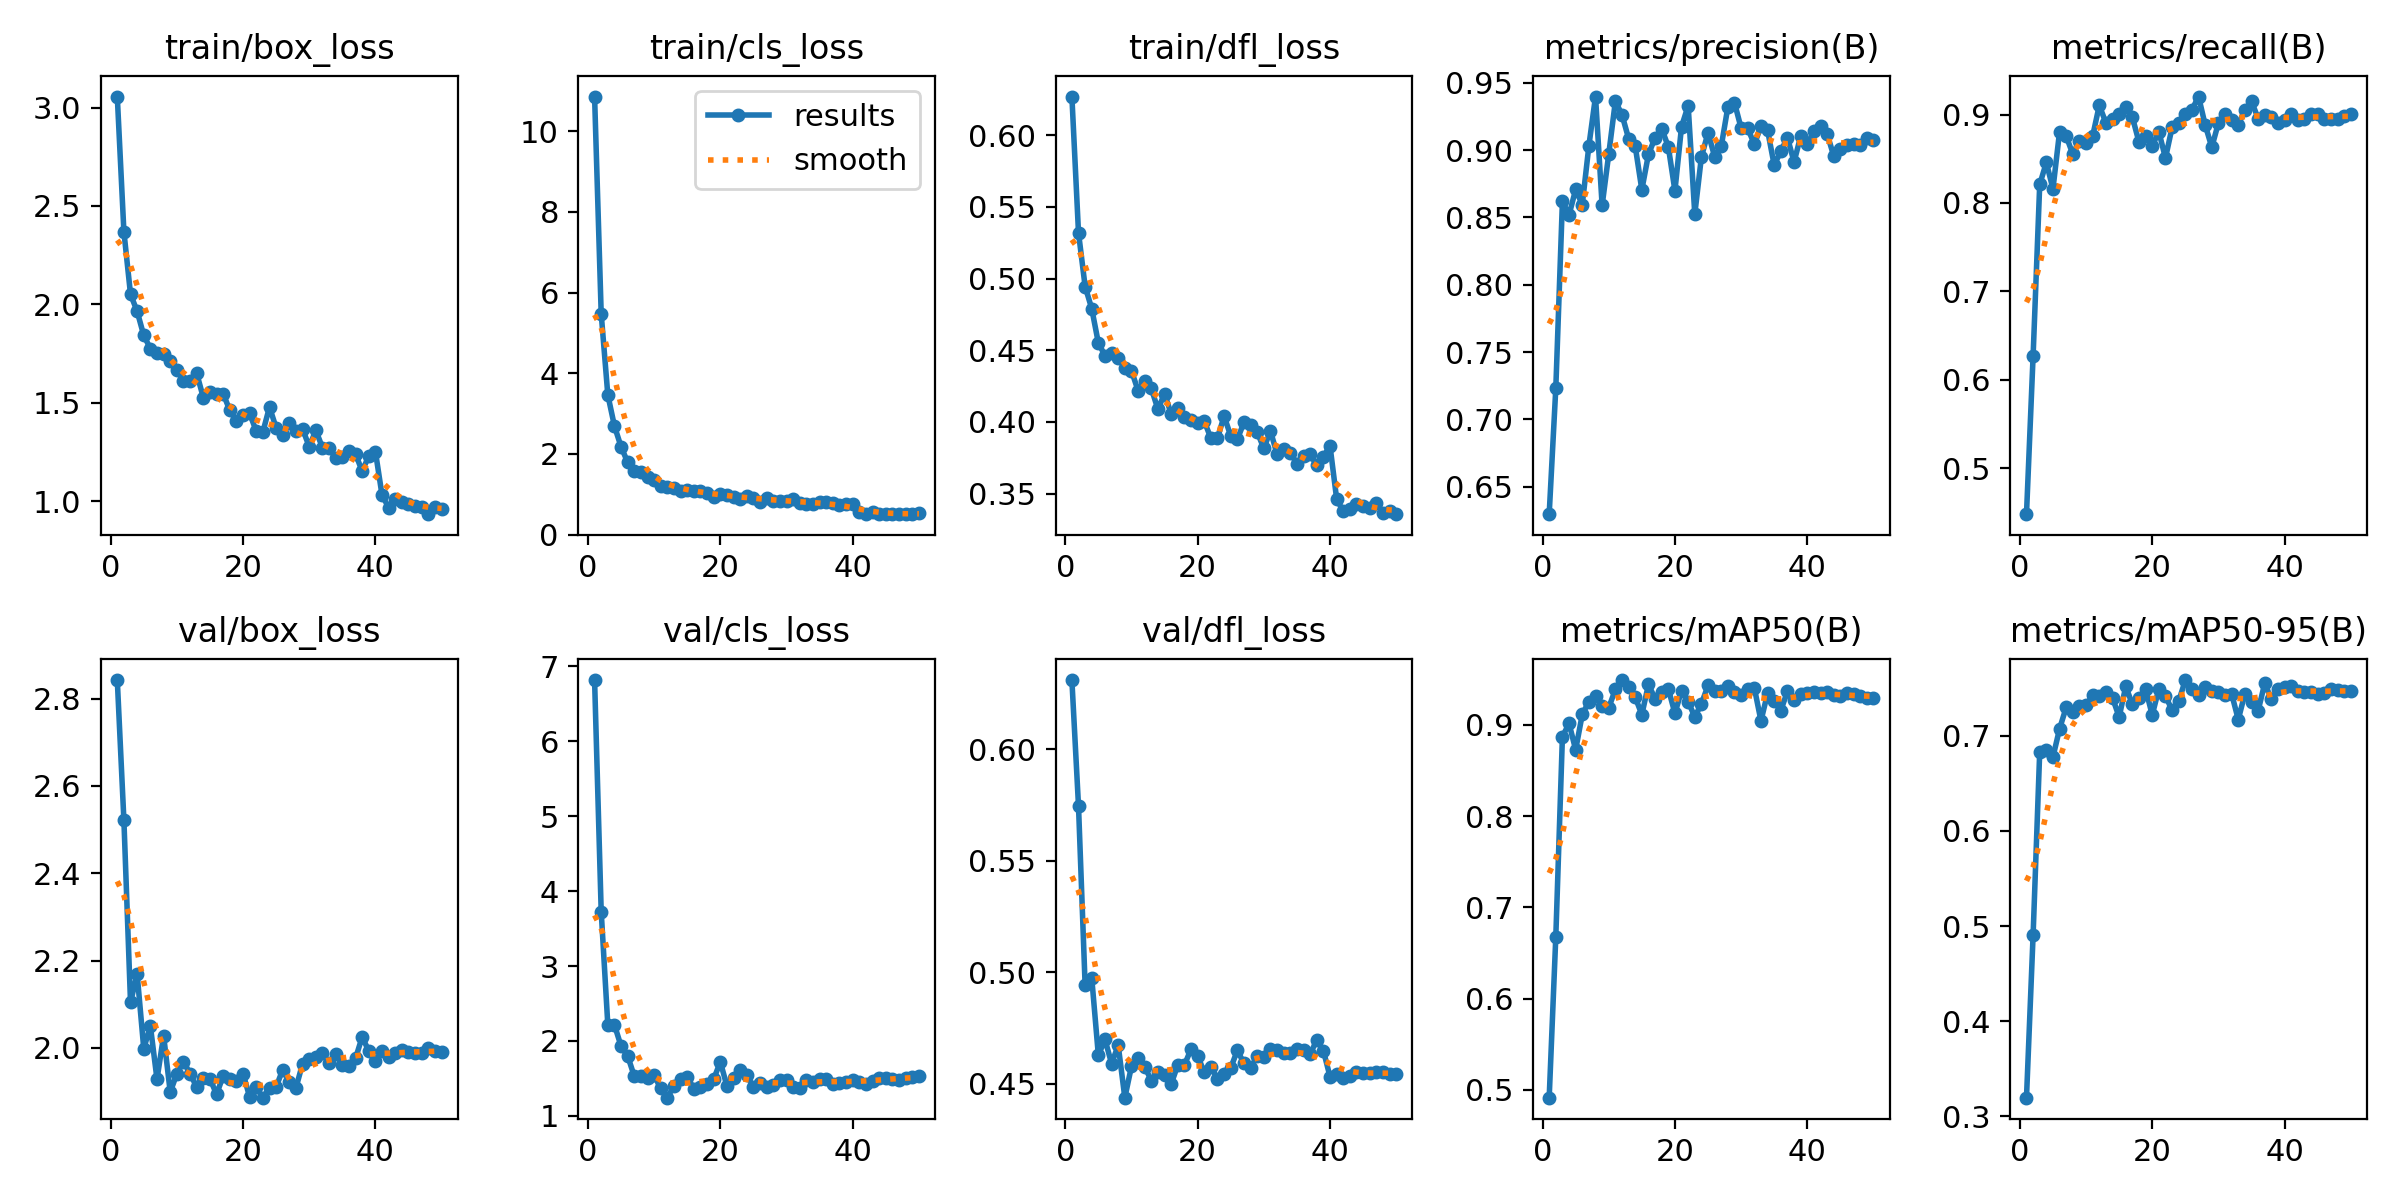 train/box_loss
3.0
2.5
2.0
1.5
1.0
0 20 40
train/cls_loss
results
smooth
10
8
6
4
2
0
0 20 40
train/dfl_loss
0.60
0.55
0.50
0.45
0.40
0.35
0 20 40
metrics/precision(B)
0.95
0.90
0.85
0.80
0.75
0.70
0.65
0 20 40
metrics/recall(B)
0.9
0.8
0.7
0.6
0.5
0 20 40
val/box_loss
2.8
2.6
2.4
2.2
2.0
0 20 40
val/cls_loss
7
6
5
4
3
2
1
0 20 40
val/dfl_loss
0.60
0.55
0.50
0.45
0 20 40
metrics/mAP50(B)
0.9
0.8
0.7
0.6
0.5
0 20 40
metrics/mAP50-95(B)
0.7
0.6
0.5
0.4
0.3
0 20 40